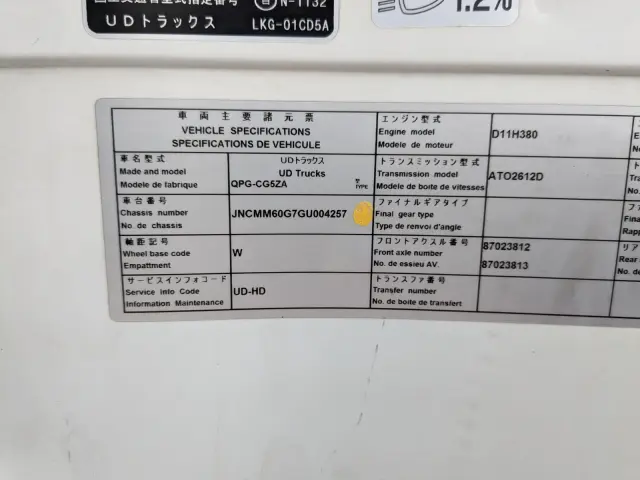 N-1132
UDトラックス LKG-01CD5A
1.2%
車両主要諸元票
VEHICLE SPECIFICATIONS
SPECIFICATIONS DE VEHICULE
エンジン型式
Engine model
Modele de moteur
D11H380
車名型式
Made and model
Modele de fabrique
UDトラックス
UD Trucks
QPG-CG5ZA
型
TYPE
トランスミッション型式
Transmission model
Modele de boite de vitesses
ATO2612D
車台番号
Chassis number
No. de chassis
JNCMM60G7GU004257
ファイナルギアタイプ
Final gear type
Type de renvoi d'angle
輪距記号
Wheel base code
Empattment
W
フロントアクスル番号
Front axle number
No. de essieu AV.
87023812
87023813
サービスインフォコード
Service info Code
Information Maintenance
UD-HD
トランスファ番号
Transfer number
No. de boite de transfert
リア
Rear
No. d